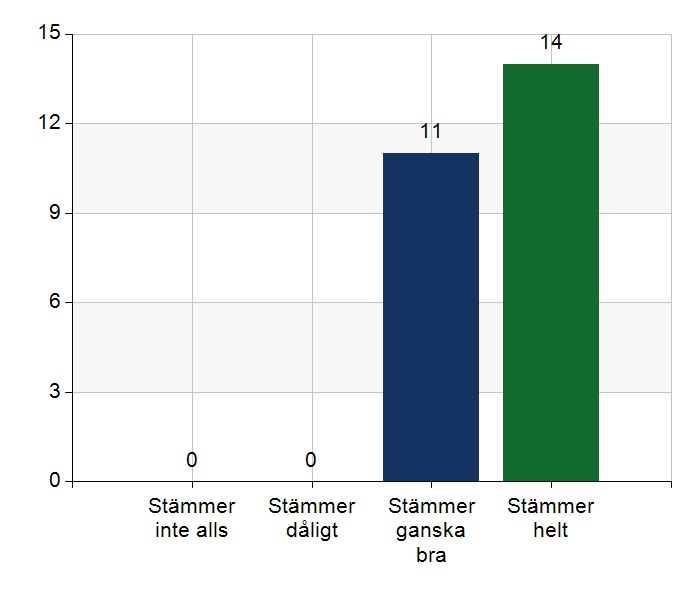 15
12
9
6
3
0
0
0
11
14
Stämmer
inte alls
Stämmer
dåligt
Stämmer
ganska
bra
Stämmer
helt